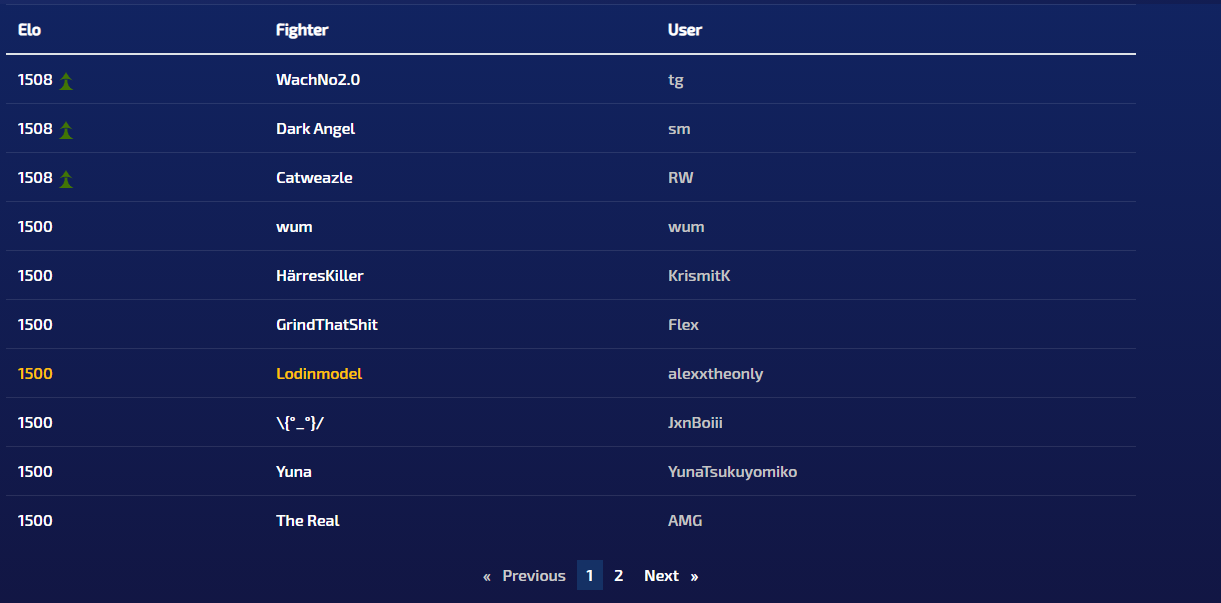 Elo Fighter User
1508 WachNo2.0 tg
1508 Dark Angel sm
1508 Catweazle RW
1500 wum wum
1500 HärresKiller KrismitK
1500 GrindThatShit Flex
1500 Lodinmodel alexxtheonly
1500 \{°_°}/ JxnBoiii
1500 Yuna YunaTsukuyomiko
1500 The Real AMG
« Previous 1 2 Next »